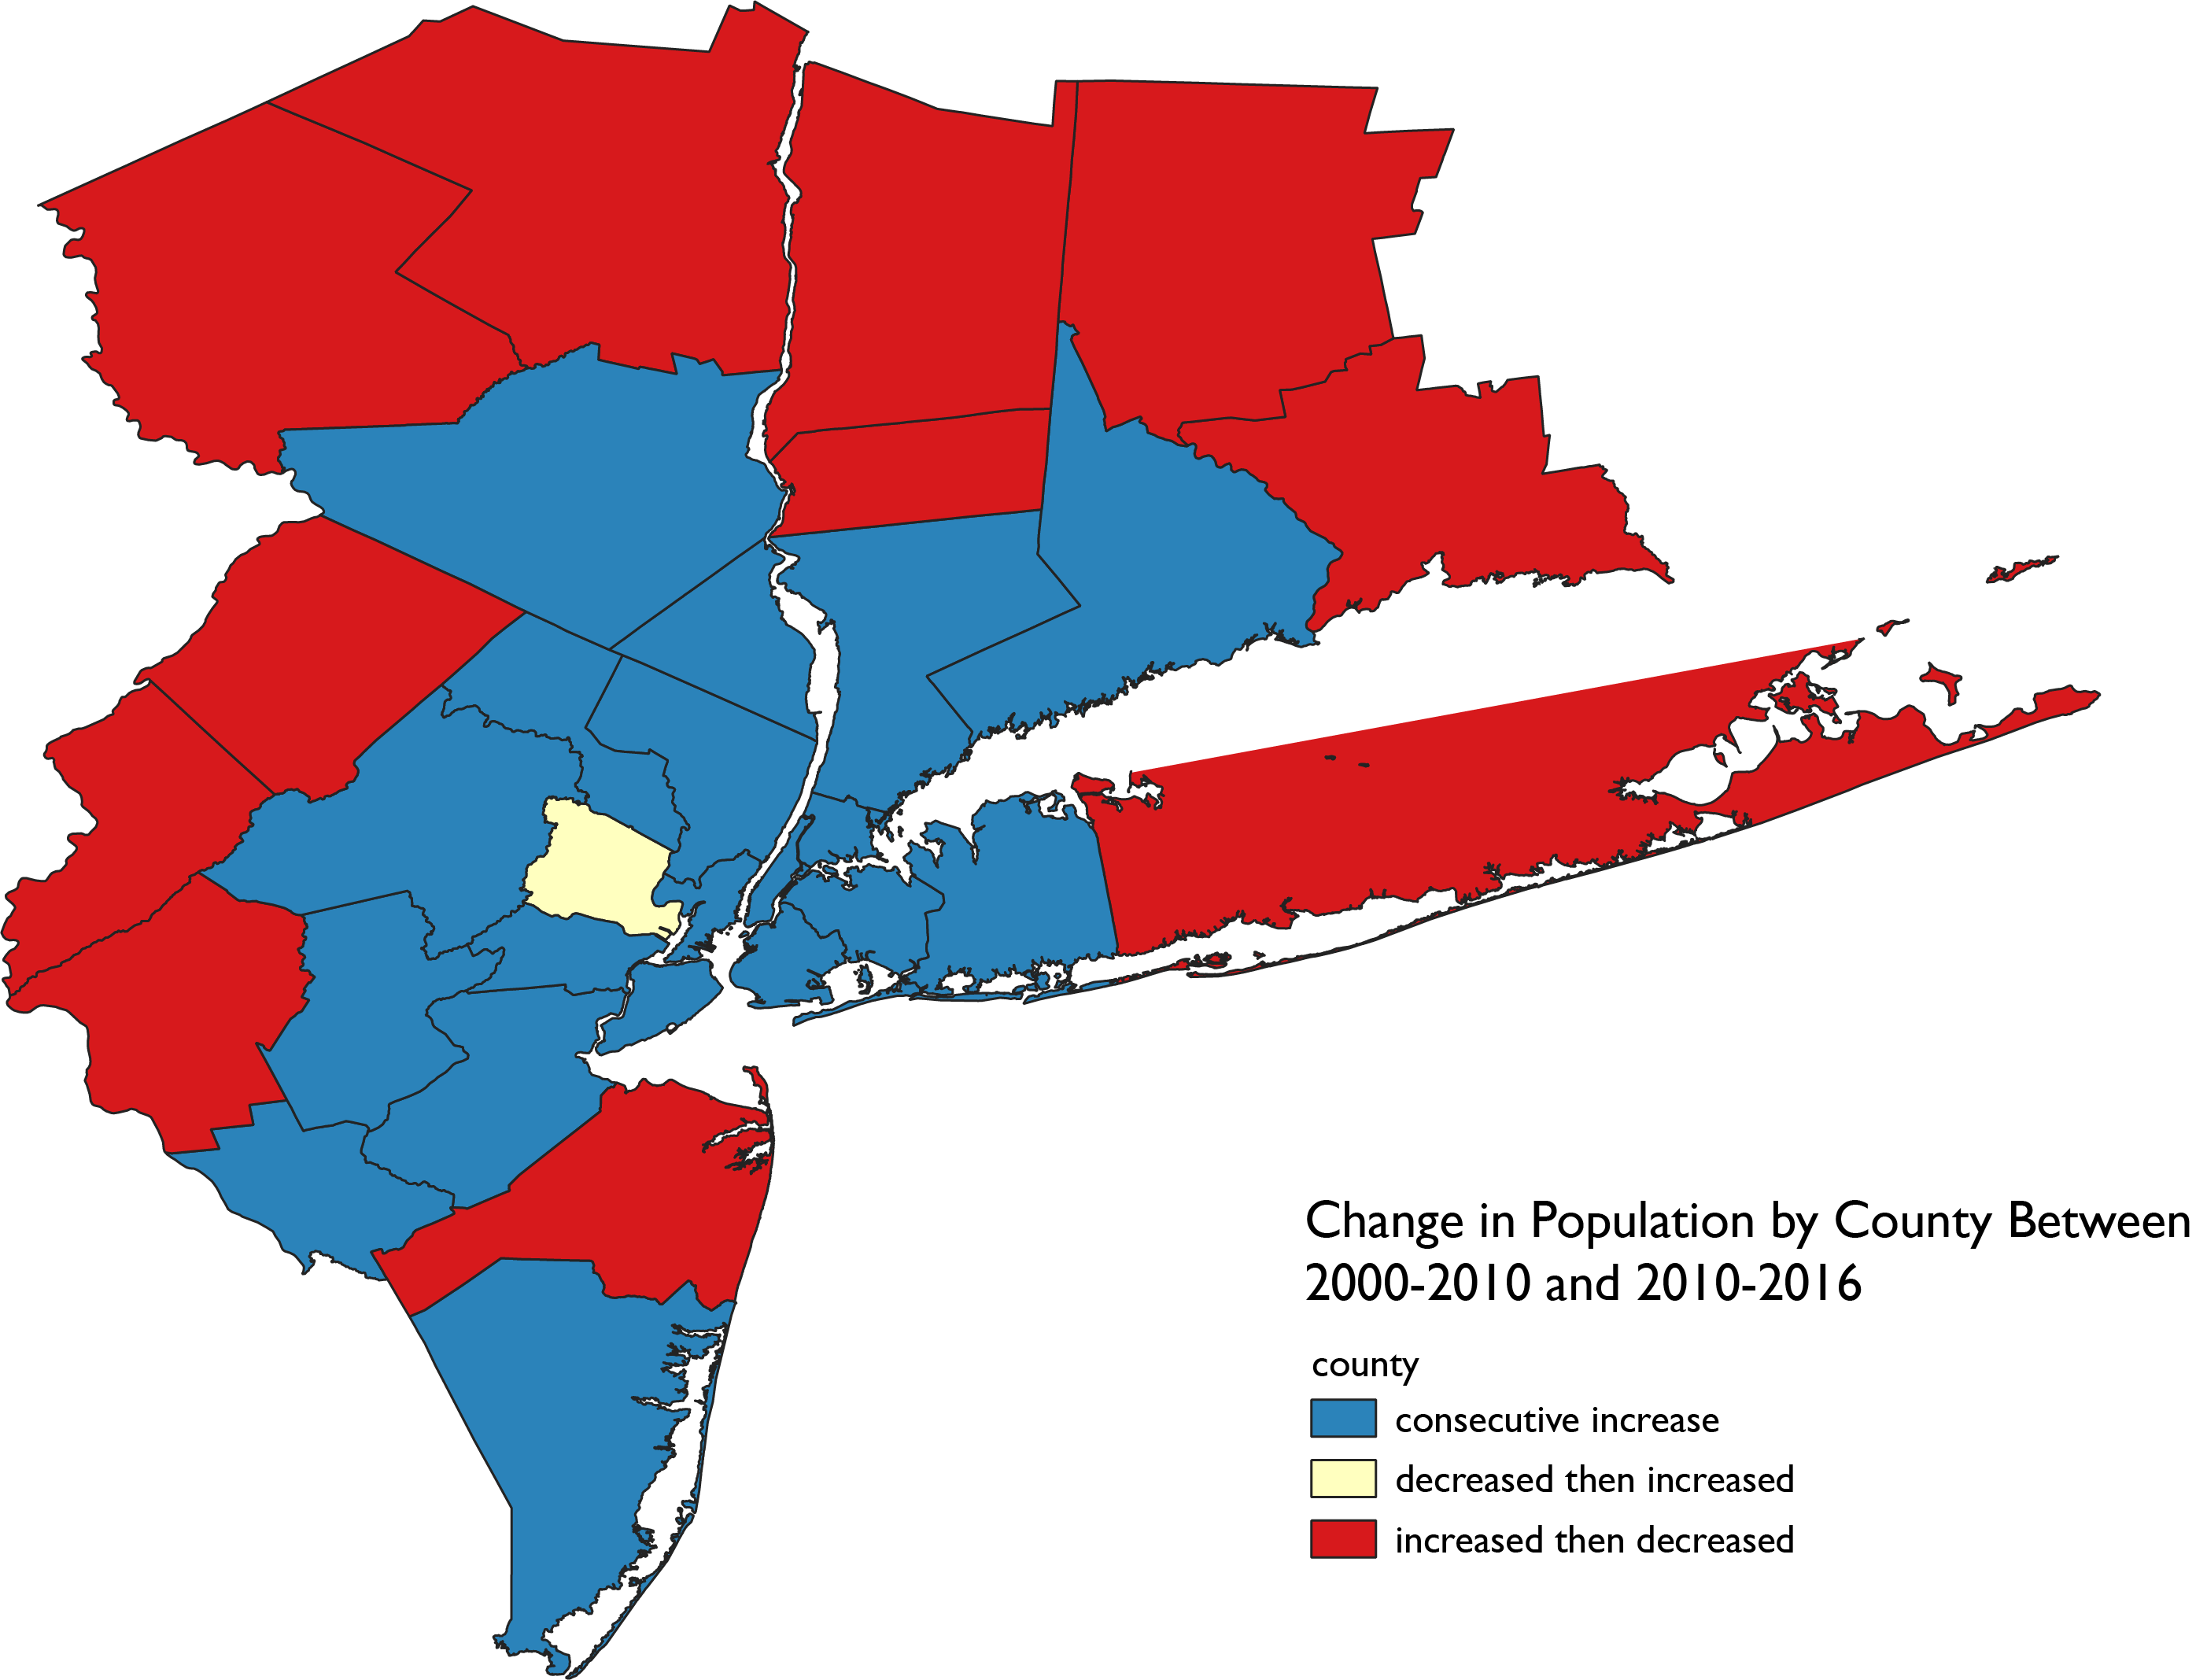 Change in Population by County Between
2000-2010 and 2010-2016
county
consecutive increase
decreased then increased
increased then decreased